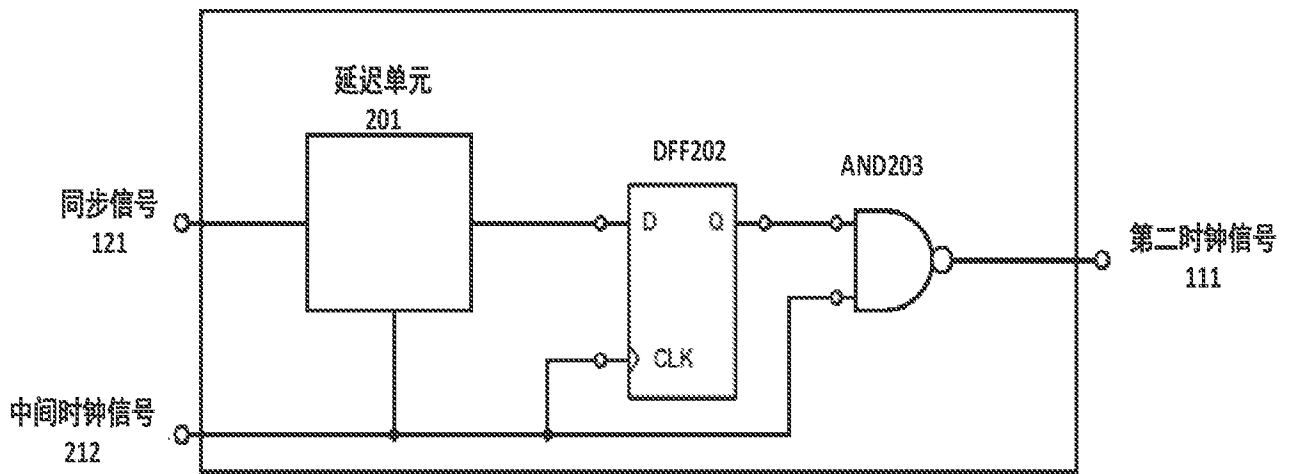 延迟单元
201
DFF202
AND203
同步信号
121
D
Q
第二时钟信号
111
CLK
中间时钟信号
212